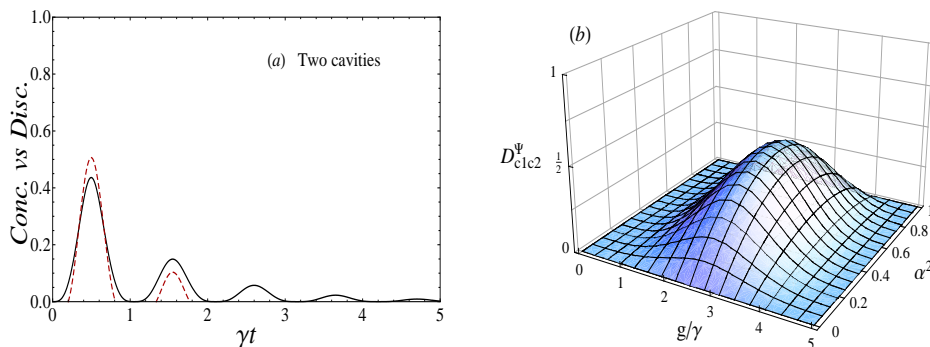 (a) Two cavities
Conc. vs Disc.
1.0
0.8
0.6
0.4
0.2
0.0
0 1 2 3 4 5
γt
(b)
D^Ψ_c1c2
1
1/2
0
0 1 2 3 4 5
g/γ
0 0.2 0.4 0.6 0.8 1
α²